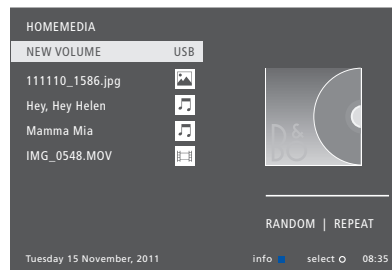 HOMEMEDIA
NEW VOLUME USB
111110_1586.jpg
Hey, Hey Helen
Mamma Mia
IMG_0548.MOV
B&O
RANDOM | REPEAT
Tuesday 15 November, 2011 info select 08:35